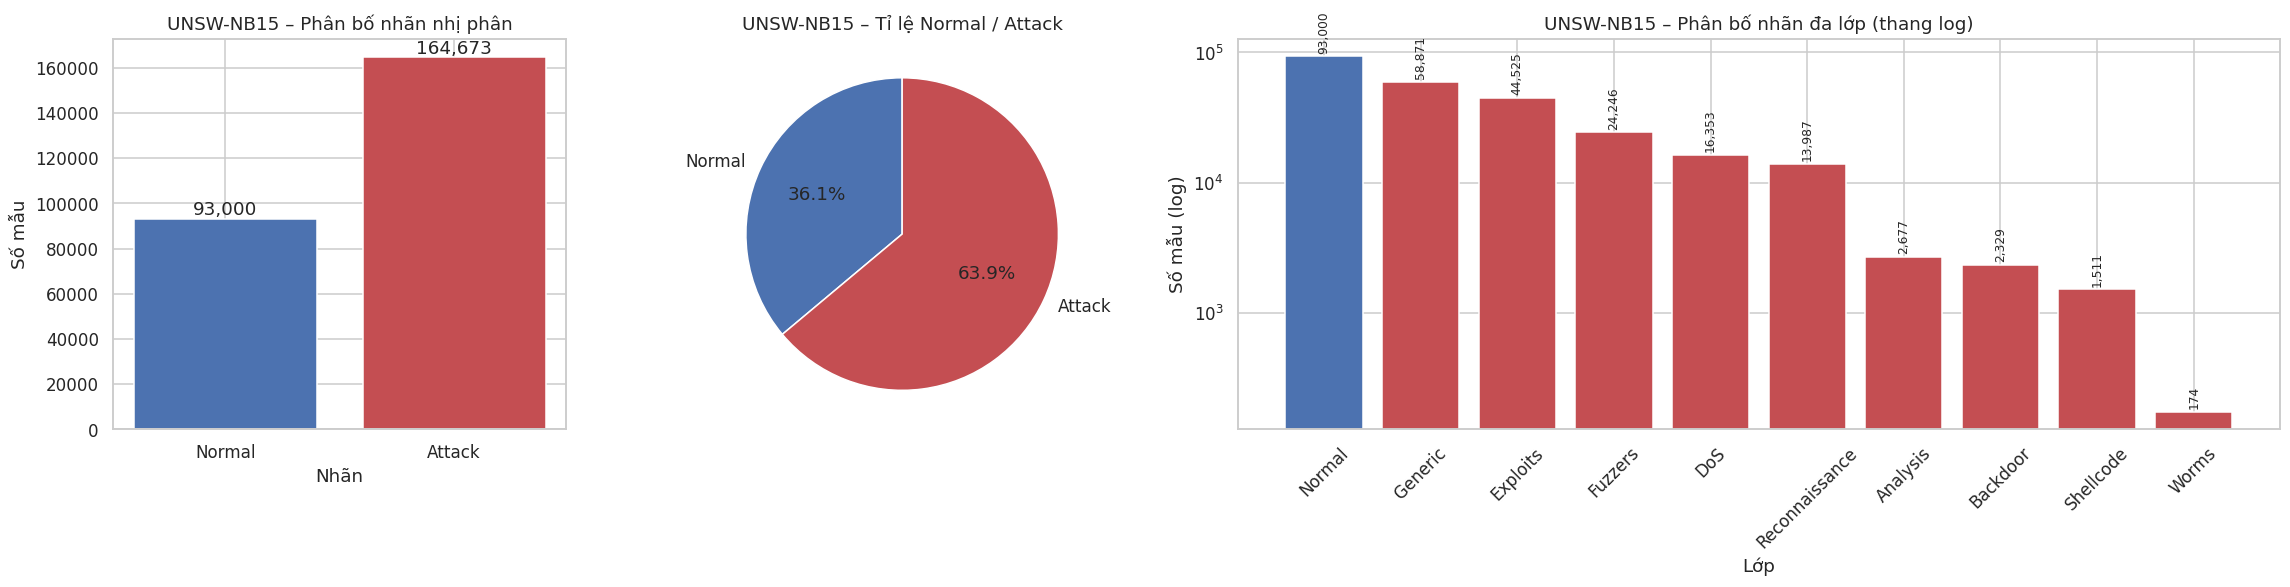 UNSW-NB15 – Phân bố nhãn nhị phân
Số mẫu
160000
140000
120000
100000
80000
60000
40000
20000
0
93,000
164,673
Normal
Attack
Nhãn
UNSW-NB15 – Tỉ lệ Normal / Attack
Normal
36.1%
63.9%
Attack
UNSW-NB15 – Phân bố nhãn đa lớp (thang log)
Số mẫu (log)
10⁵
10⁴
10³
93,000
58,871
44,525
24,246
16,353
13,987
2,677
2,329
1,511
174
Normal
Generic
Exploits
Fuzzers
DoS
Reconnaissance
Analysis
Backdoor
Shellcode
Worms
Lớp